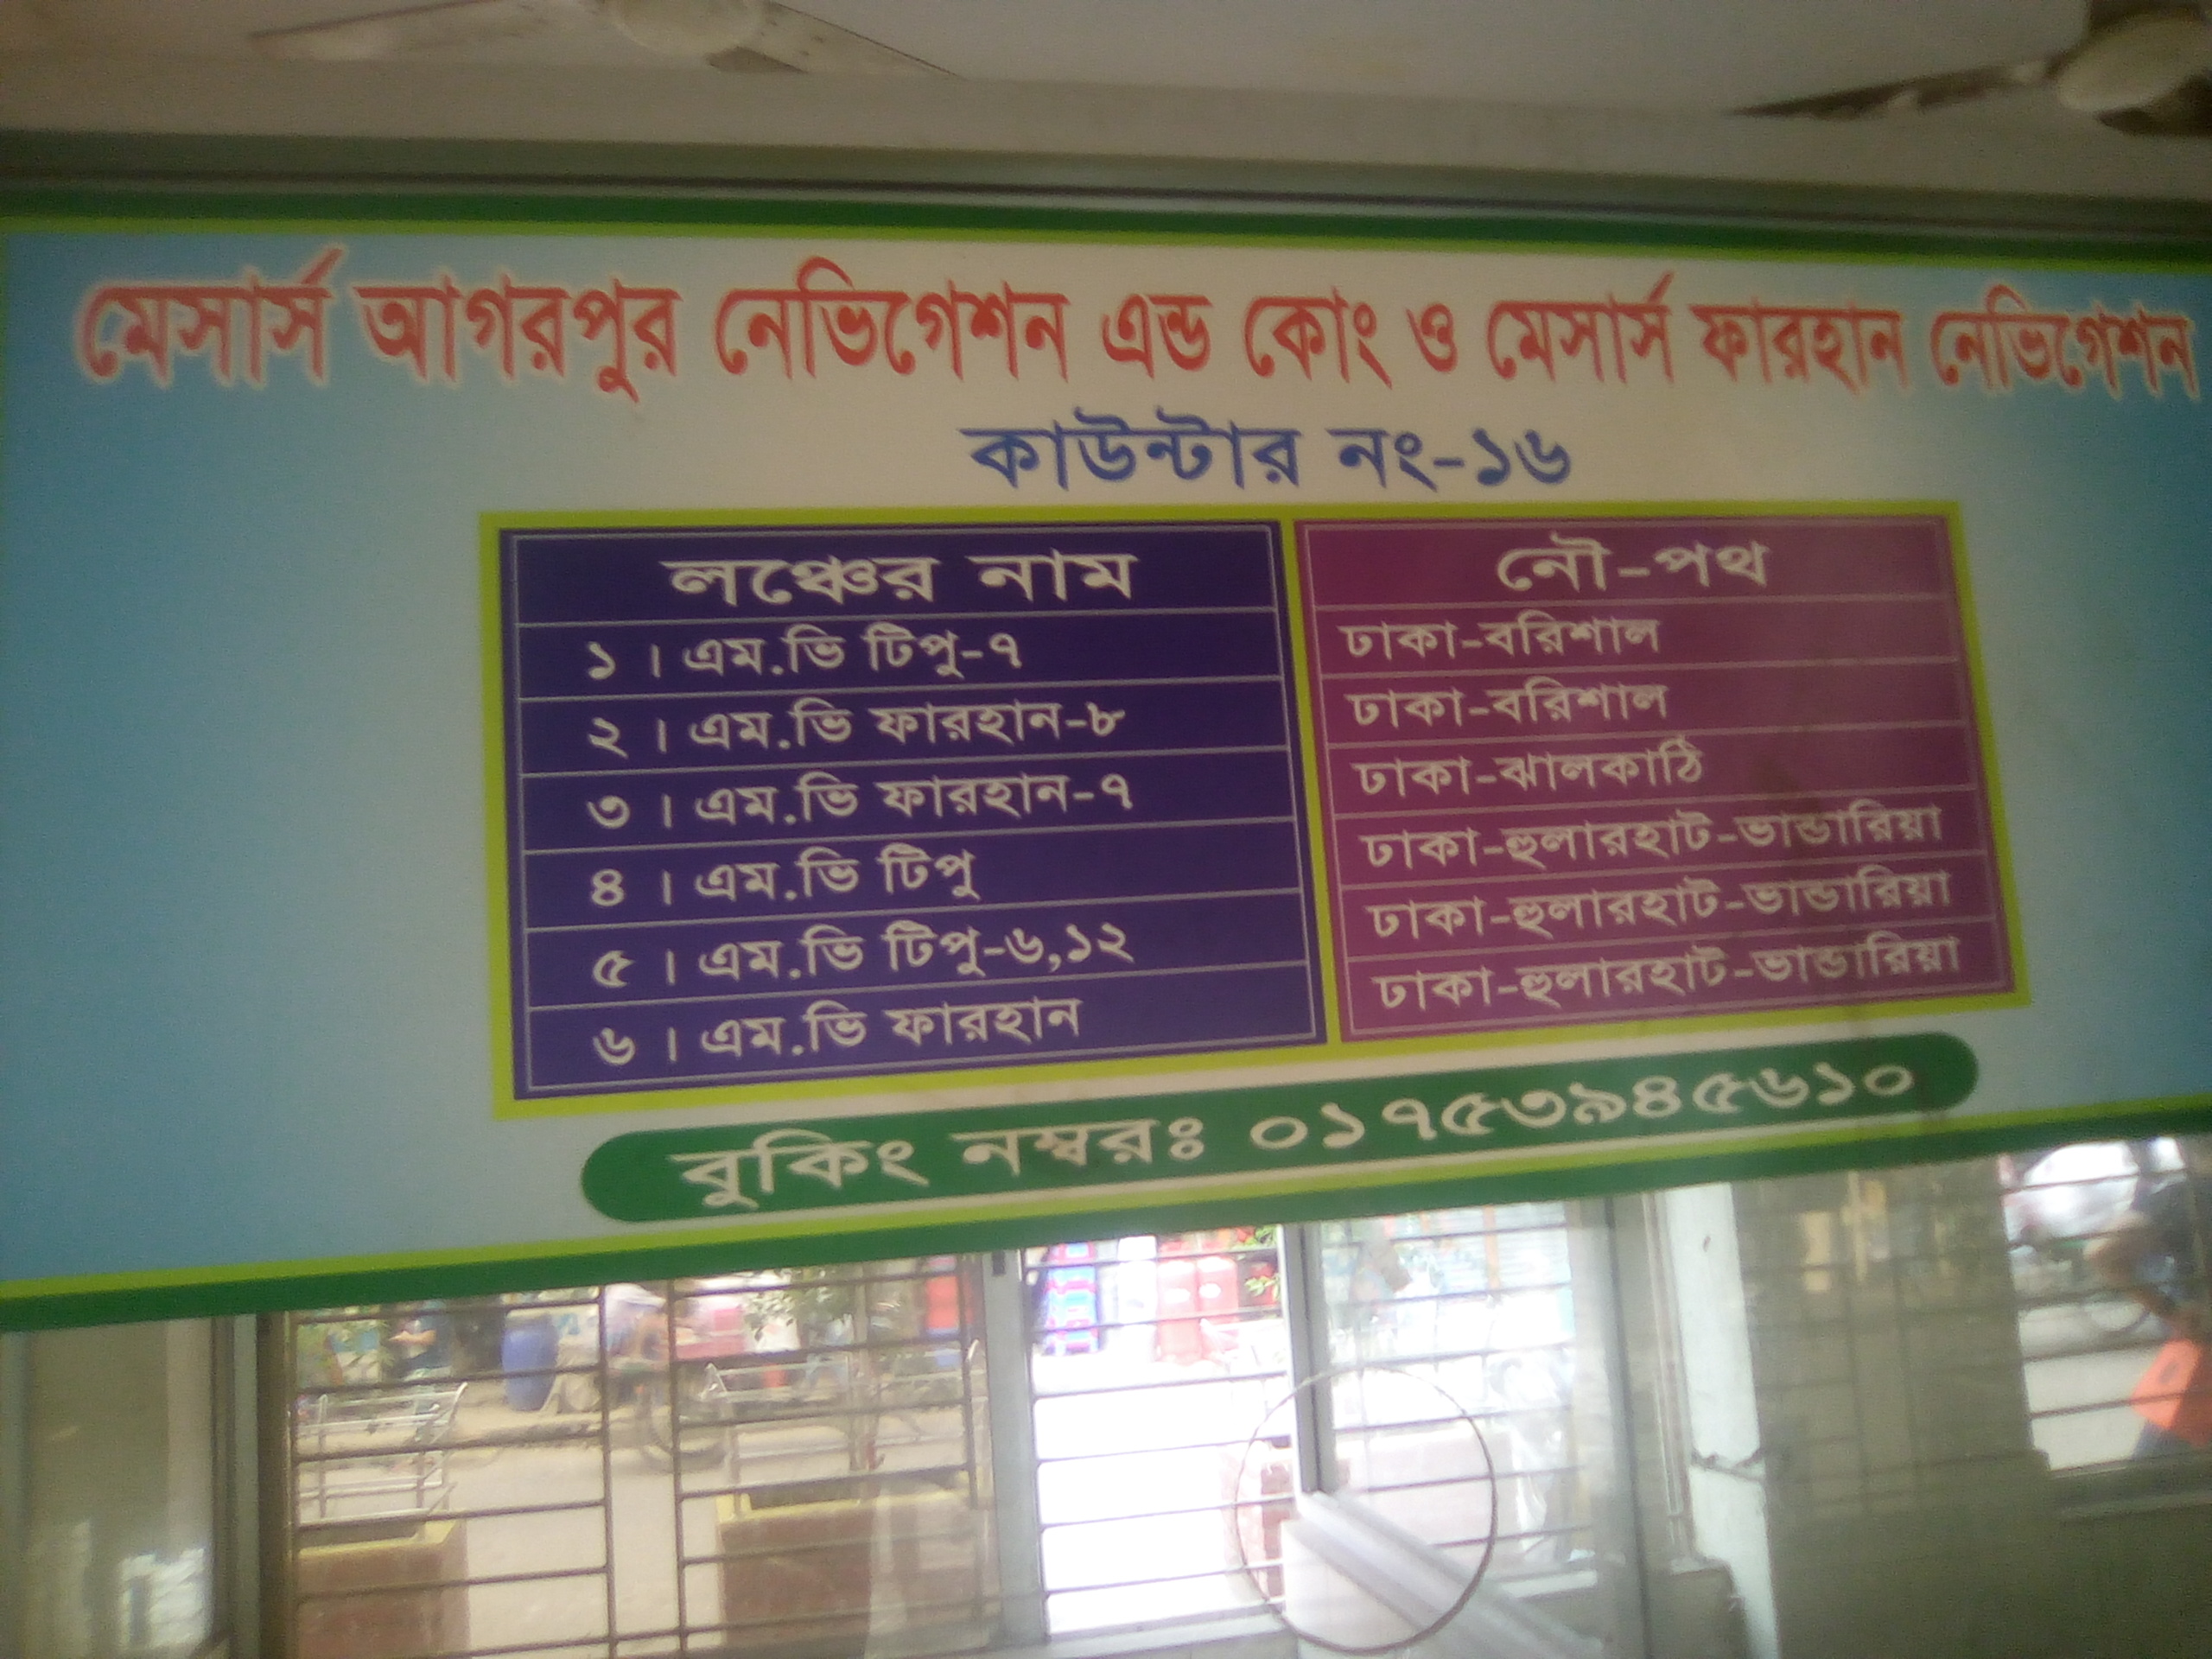 মেসার্স আগরপুর নেভিগেশন এন্ড কোং ও মেসার্স ফারহান নেভিগেশন
কাউন্টার নং-১৬
লঞ্চের নাম নৌ-পথ
১। এম.ভি টিপু-৭ ঢাকা-বরিশাল
২। এম.ভি ফারহান-৮ ঢাকা-বরিশাল
৩। এম.ভি ফারহান-৭ ঢাকা-ঝালকাঠি
৪। এম.ভি টিপু ঢাকা-হুলারহাট-ভান্ডারিয়া
৫। এম.ভি টিপু-৬,১২ ঢাকা-হুলারহাট-ভান্ডারিয়া
৬। এম.ভি ফারহান ঢাকা-হুলারহাট-ভান্ডারিয়া
বুকিং নম্বরঃ ০১৭৫৩৯৪৫৬১০